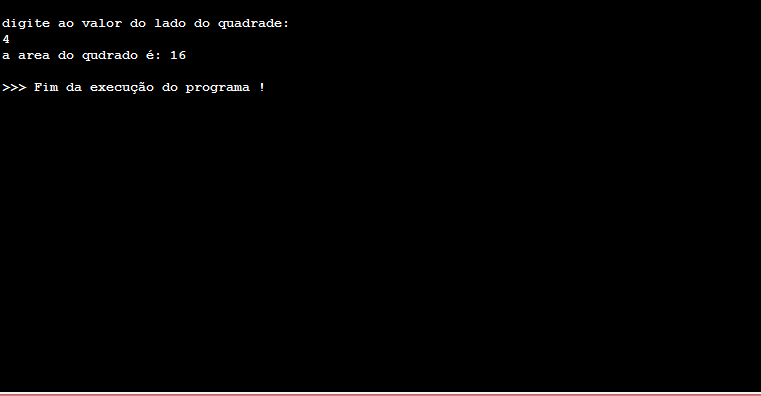 digite ao valor do lado do quadrade:
4
a area do qudrado é: 16
>>> Fim da execução do programa !